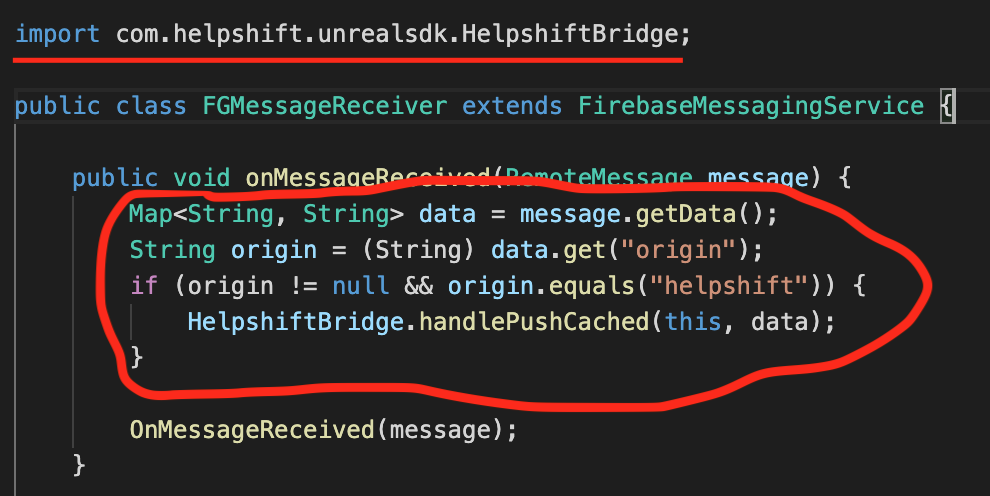 import com.helpshift.unrealsdk.HelpshiftBridge;
public class FGMessageReceiver extends FirebaseMessagingService {
public void onMessageReceived(RemoteMessage message) {
Map<String, String> data = message.getData();
String origin = (String) data.get("origin");
if (origin != null && origin.equals("helpshift")) {
HelpshiftBridge.handlePushCached(this, data);
}
OnMessageReceived(message);
}